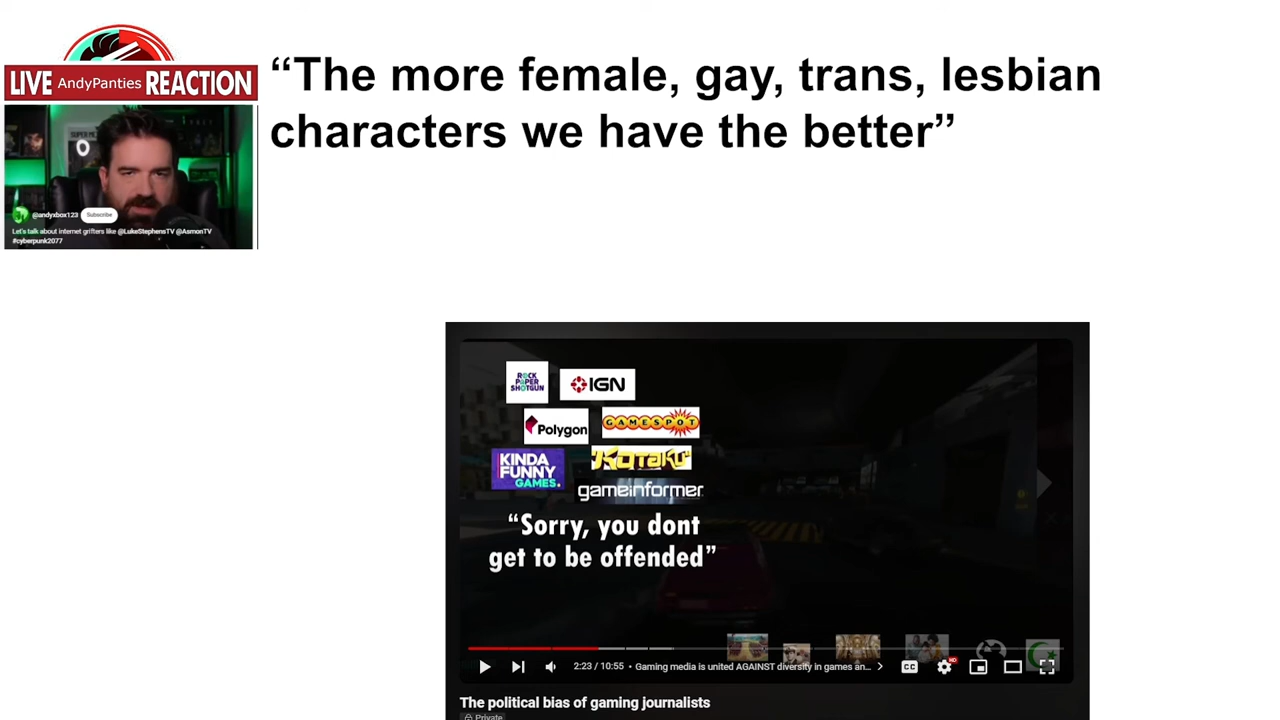 LIVE AndyPanties REACTION
“The more female, gay, trans, lesbian
characters we have the better”
@andyxbox123 Subscribe
Let's talk about internet grifters like @LukeStephensTV @AsmonTV
#cyberpunk2077
ROCK
PAPER
SHOTGUN
IGN
Polygon
GAMESPOT
KINDA
FUNNY
GAMES.
KOTAKU
gameinformer
“Sorry, you dont
get to be offended”
2:23 / 10:55 • Gaming media is united AGAINST diversity in games an... CC HD
The political bias of gaming journalists
Private